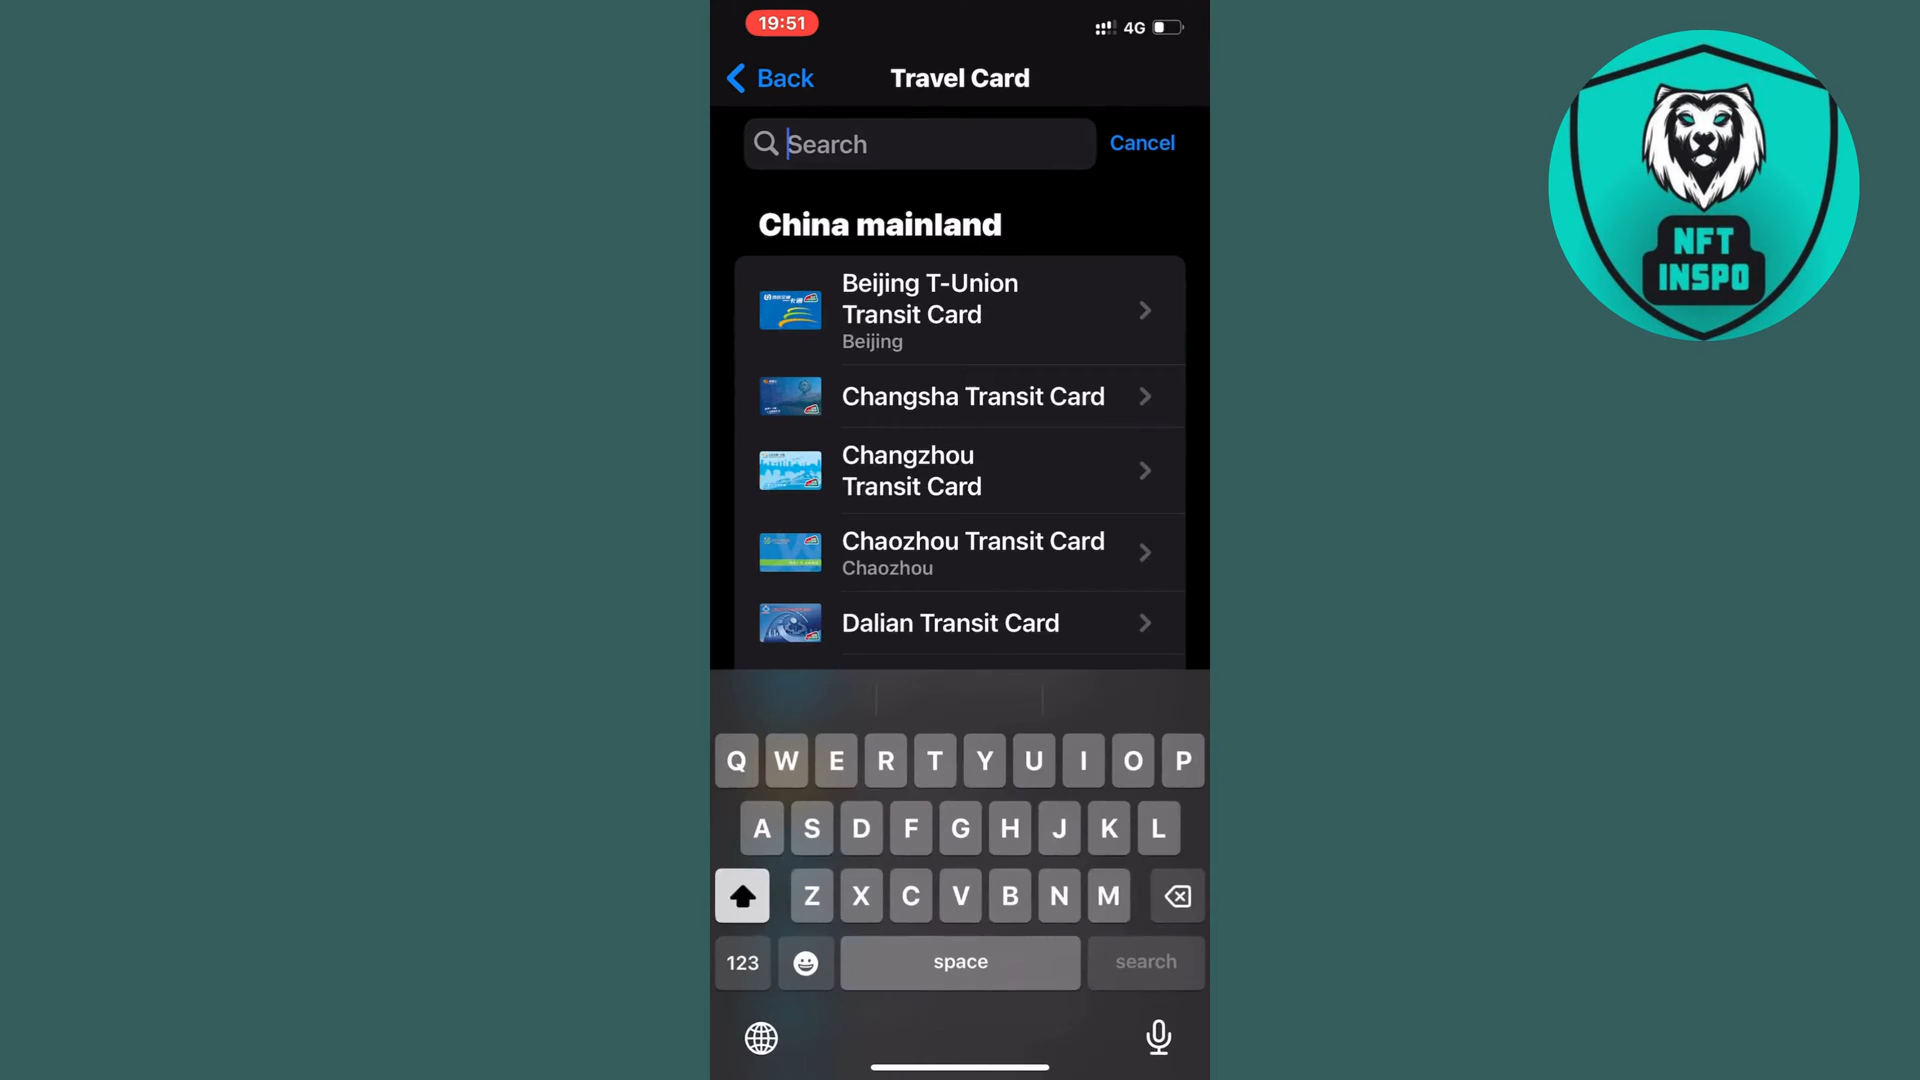 19:51
4G
Back
Travel Card
Search
Cancel
China mainland
Beijing T-Union
Transit Card
Beijing
Changsha Transit Card
Changzhou
Transit Card
Chaozhou Transit Card
Chaozhou
Dalian Transit Card
Q W E R T Y U I O P
A S D F G H J K L
Z X C V B N M
123
space
search
NFT
INSPO